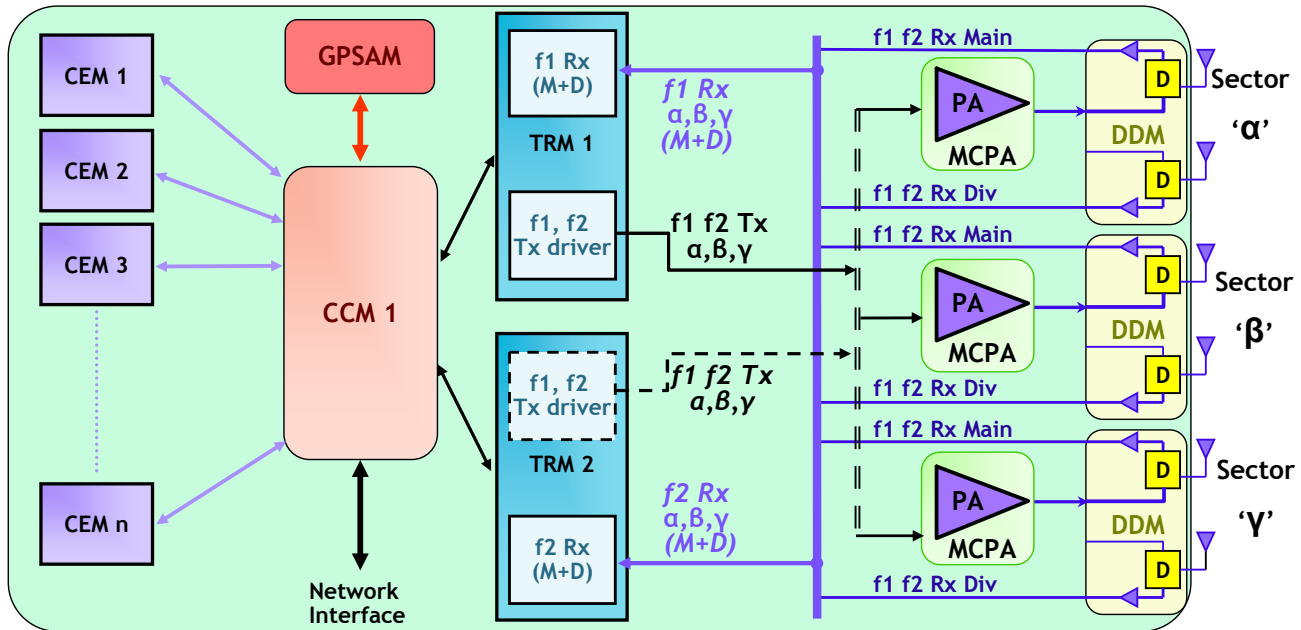 CEM 1
CEM 2
CEM 3
CEM n
GPSAM
CCM 1
Network
Interface
f1 Rx
(M+D)
TRM 1
f1, f2
Tx driver
f1, f2
Tx driver
TRM 2
f2 Rx
(M+D)
f1 Rx
α,β,γ
(M+D)
f1 f2 Tx
α,β,γ
f1 f2 Tx
α,β,γ
f2 Rx
α,β,γ
(M+D)
f1 f2 Rx Main
PA
MCPA
f1 f2 Rx Div
D
DDM
D
Sector
‘α’
f1 f2 Rx Main
PA
MCPA
f1 f2 Rx Div
D
DDM
D
Sector
‘β’
f1 f2 Rx Main
PA
MCPA
f1 f2 Rx Div
D
DDM
D
Sector
‘γ’